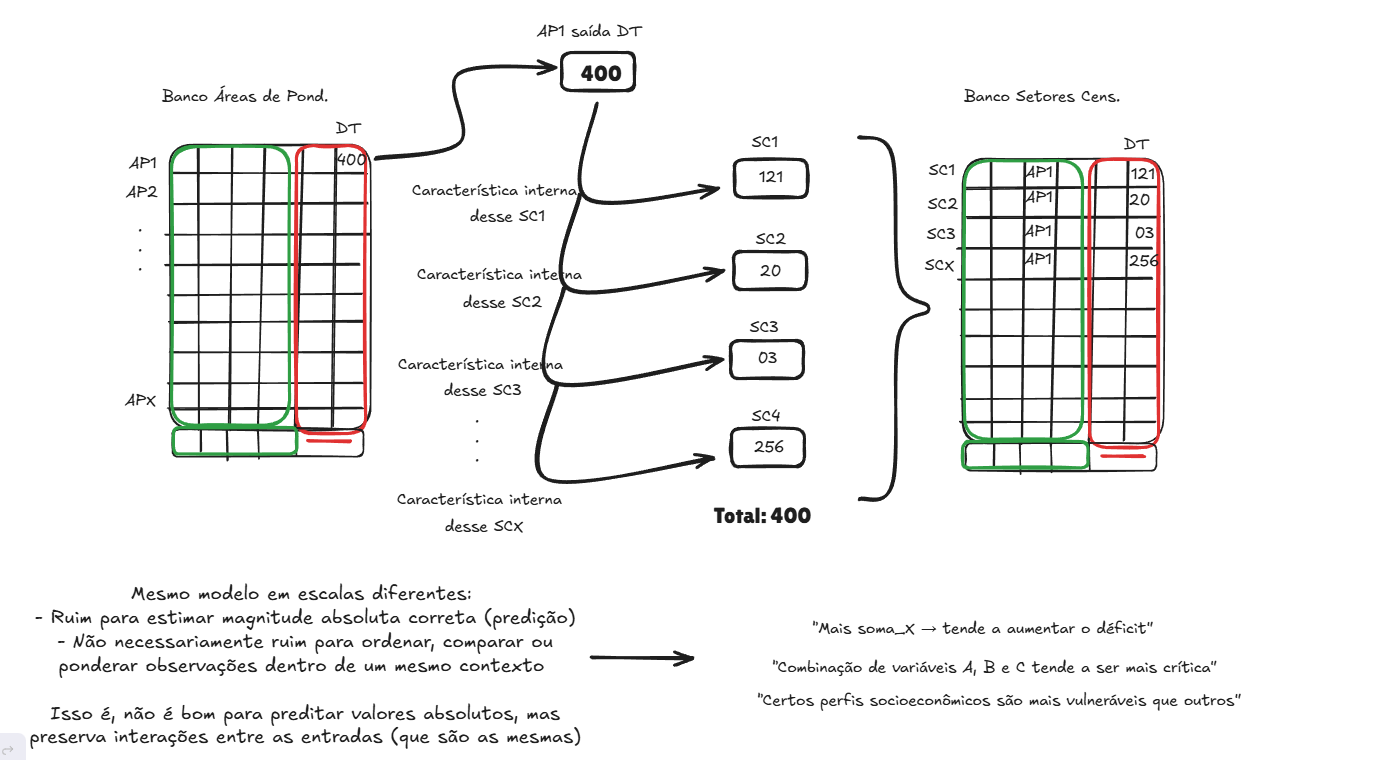 AP1 saída DT
400
Banco Áreas de Pond.
DT
AP1
400
AP2
.
.
.
APX
Característica interna
desse SC1
Característica interna
desse SC2
Característica interna
desse SC3
.
.
.
Característica interna
desse SCX
SC1
121
SC2
20
SC3
03
SC4
256
Total: 400
Banco Setores Cens.
DT
SC1 AP1 121
SC2 AP1 20
SC3 AP1 03
SCX AP1 256
Mesmo modelo em escalas diferentes:
- Ruim para estimar magnitude absoluta correta (predição)
- Não necessariamente ruim para ordenar, comparar ou
ponderar observações dentro de um mesmo contexto
Isso é, não é bom para preditar valores absolutos, mas
preserva interações entre as entradas (que são as mesmas)
"Mais soma_X → tende a aumentar o déficit"
"Combinação de variáveis A, B e C tende a ser mais crítica"
"Certos perfis socioeconômicos são mais vulneráveis que outros"